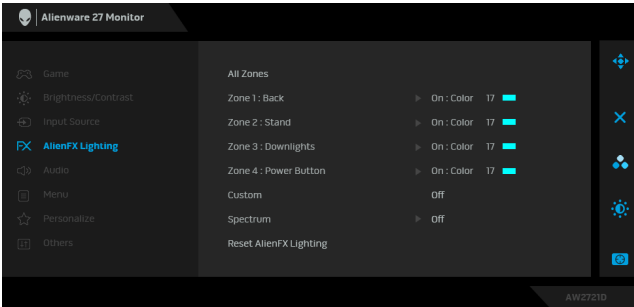 Alienware 27 Monitor
Game
Brightness/Contrast
Input Source
FX AlienFX Lighting
Audio
Menu
Personalize
Others
All Zones
Zone 1 : Back On : Color 17
Zone 2 : Stand On : Color 17
Zone 3 : Downlights On : Color 17
Zone 4 : Power Button On : Color 17
Custom Off
Spectrum Off
Reset AlienFX Lighting
AW2721D